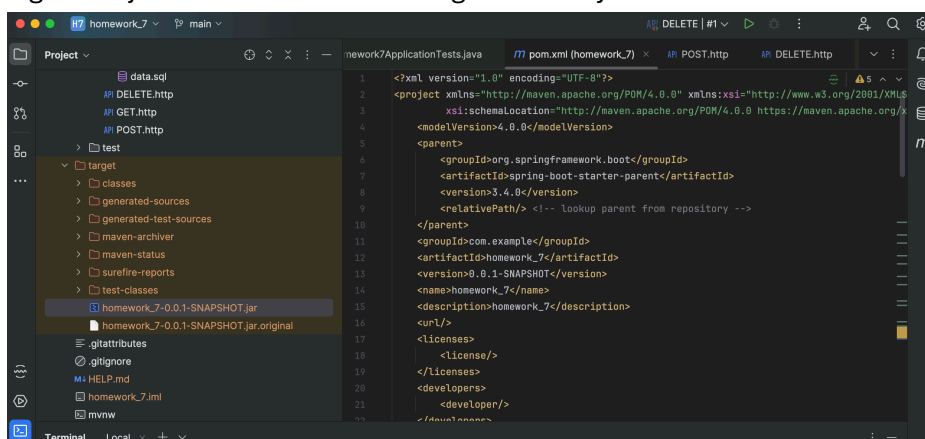 H7 homework_7 main DELETE | #1
Project
data.sql
API DELETE.http
API GET.http
API POST.http
test
target
classes
generated-sources
generated-test-sources
maven-archiver
maven-status
surefire-reports
test-classes
homework_7-0.0.1-SNAPSHOT.jar
homework_7-0.0.1-SNAPSHOT.jar.original
.gitattributes
.gitignore
M↓ HELP.md
homework_7.iml
mvnw
mework7ApplicationTests.java m pom.xml (homework_7) API POST.http API DELETE.http
1 <?xml version="1.0" encoding="UTF-8"?> 5
2 <project xmlns="http://maven.apache.org/POM/4.0.0" xmlns:xsi="http://www.w3.org/2001/XMLS
3 xsi:schemaLocation="http://maven.apache.org/POM/4.0.0 https://maven.apache.org/x
4 <modelVersion>4.0.0</modelVersion>
5 <parent>
6 <groupId>org.springframework.boot</groupId>
7 <artifactId>spring-boot-starter-parent</artifactId>
8 <version>3.4.0</version>
9 <relativePath/> <!-- lookup parent from repository -->
10 </parent>
11 <groupId>com.example</groupId>
12 <artifactId>homework_7</artifactId>
13 <version>0.0.1-SNAPSHOT</version>
14 <name>homework_7</name>
15 <description>homework_7</description>
16 <url/>
17 <licenses>
18 <license/>
19 </licenses>
20 <developers>
21 <developer/>
22 </developers>
Terminal Local